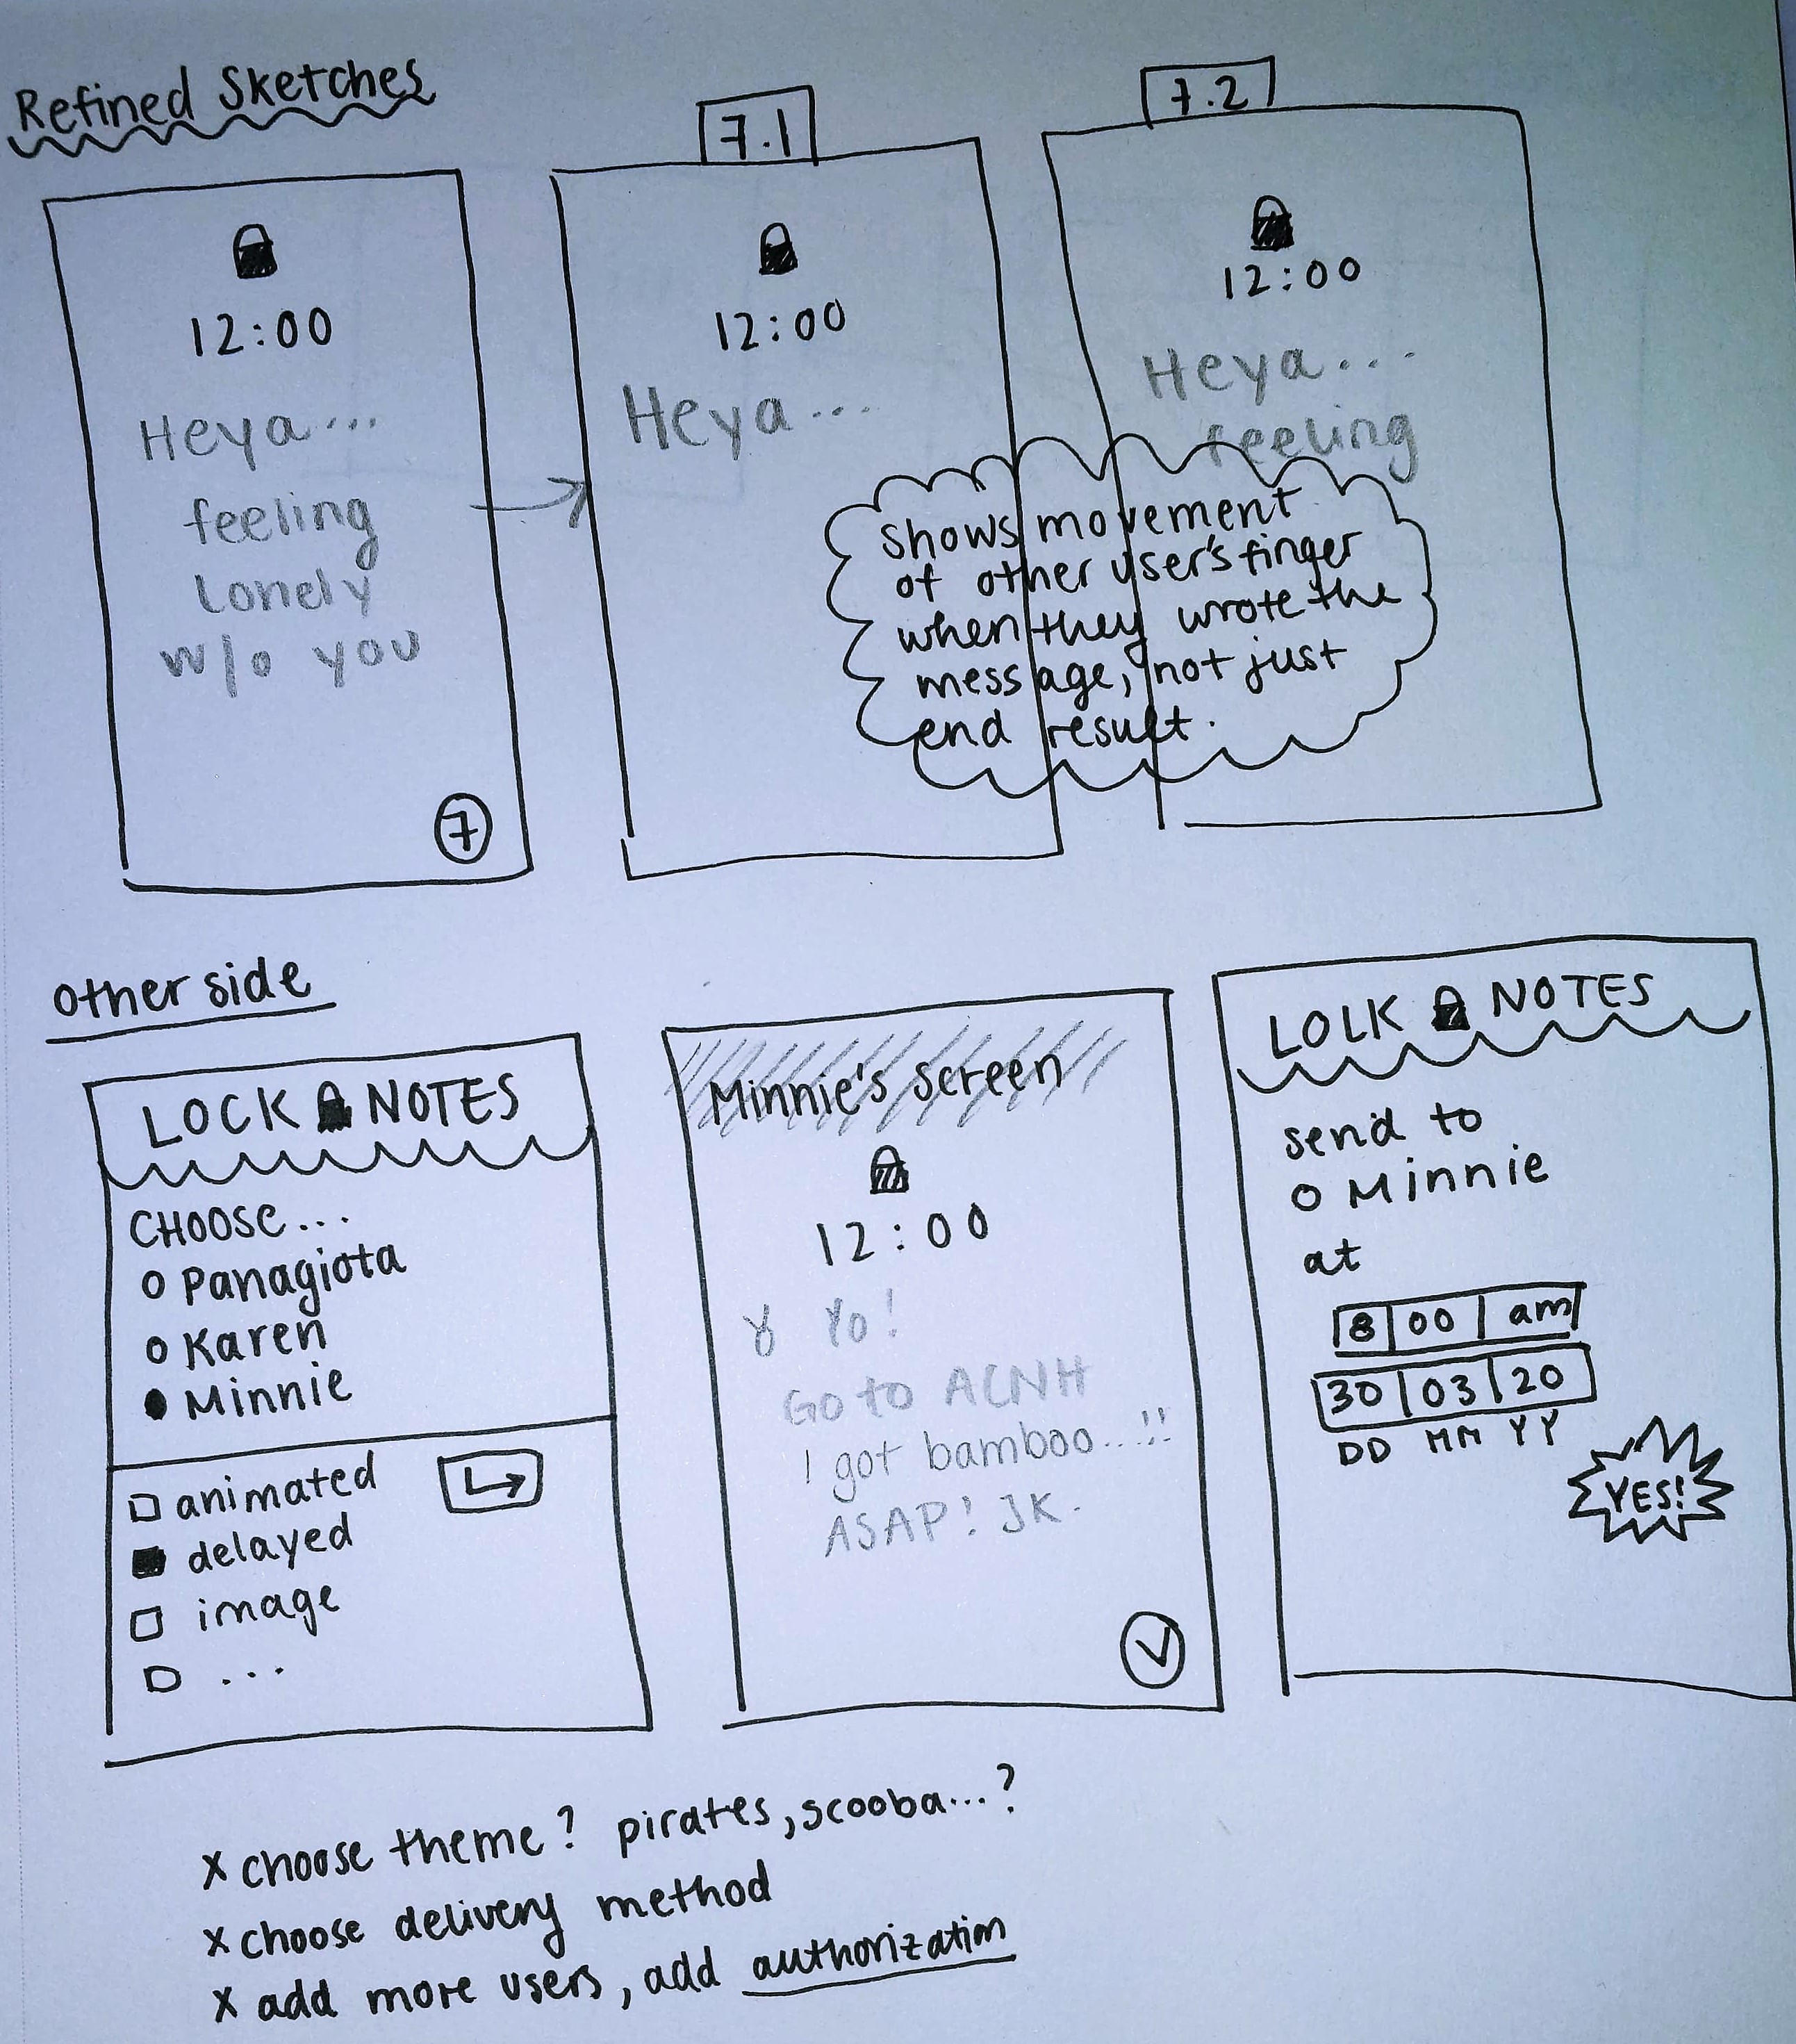 Refined Sketches
12:00
Heya...
feeling
lonely
w/o you
7
7.1
12:00
Heya...
7.2
12:00
Heya...
feeling
shows movement
of other user's finger
when they wrote the
message, not just
end result.
other side
LOCK NOTES
CHOOSE...
Panagiota
Karen
Minnie
animated
delayed
image
...
Minnie's screen
12:00
Yo!
Go to ACNH
I got bamboo...!!
ASAP! JK.
LOLK NOTES
send to
Minnie
at
8 00 am
30 03 20
DD MM YY
YES!
x choose theme? pirates, scooba...?
x choose delivery method
x add more users, add authorization